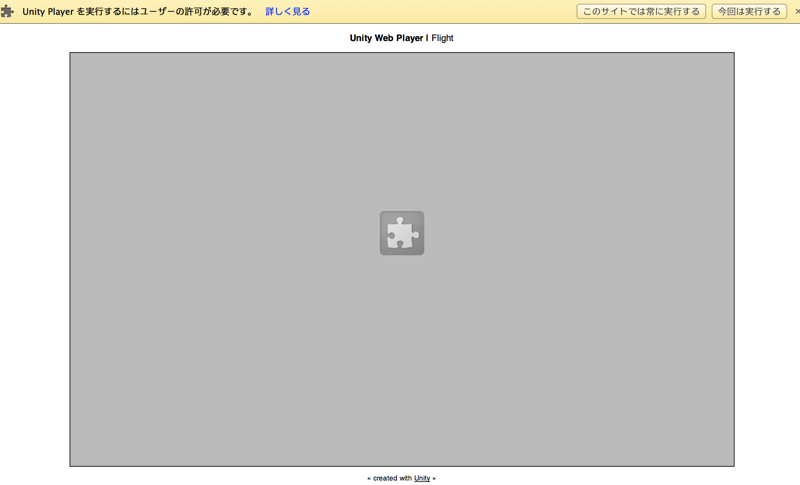 Unity Player を実行するにはユーザーの許可が必要です。 詳しく見る このサイトでは常に実行する 今回は実行する ×
Unity Web Player | Flight
« created with Unity »